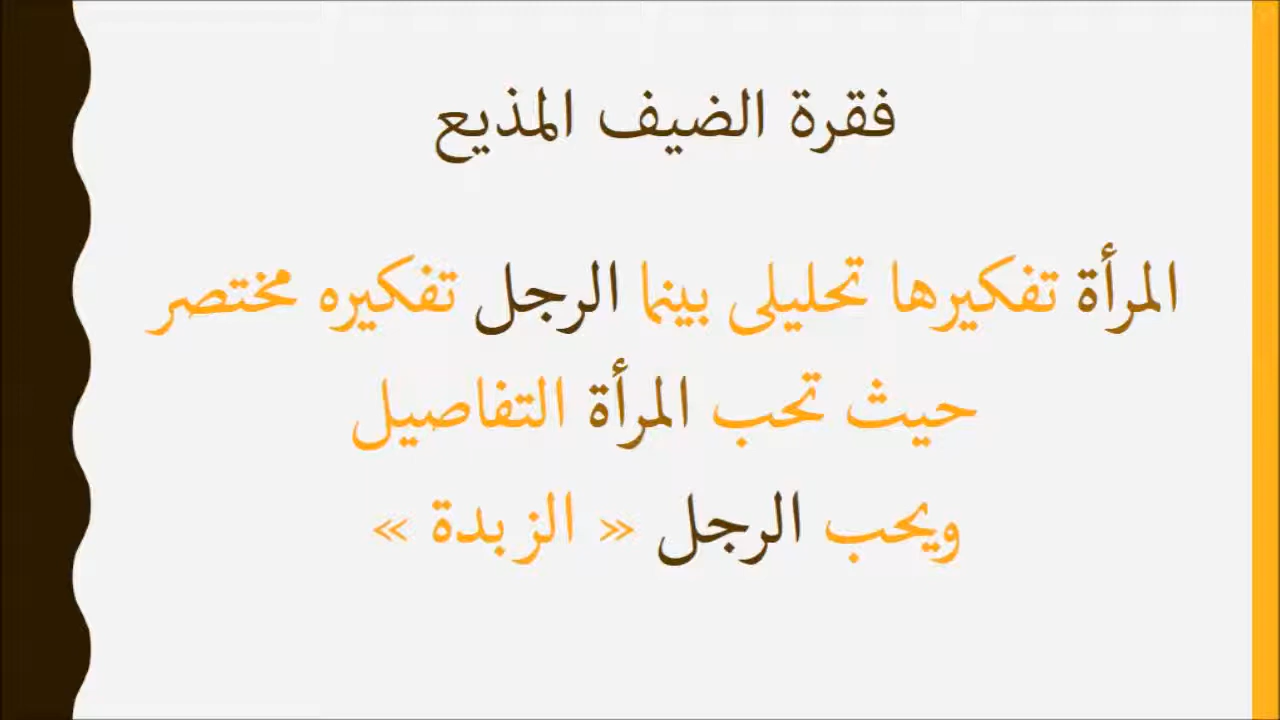 فقرة الضيف المذيع
المرأة تفكيرها تحليلى بينما الرجل تفكيره مختصر
حيث تحب المرأة التفاصيل
ويحب الرجل « الزبدة »